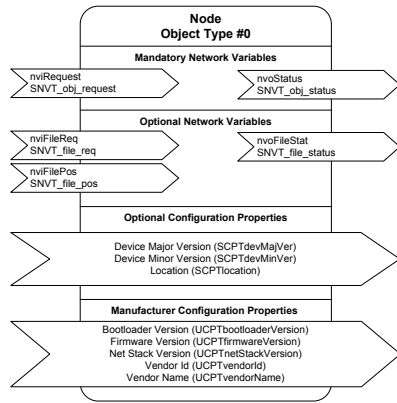 Node
Object Type #0
Mandatory Network Variables
nviRequest
SNVT_obj_request
nvoStatus
SNVT_obj_status
Optional Network Variables
nviFileReq
SNVT_file_req
nvoFileStat
SNVT_file_status
nviFilePos
SNVT_file_pos
Optional Configuration Properties
Device Major Version (SCPTdevMajVer)
Device Minor Version (SCPTdevMinVer)
Location (SCPTlocation)
Manufacturer Configuration Properties
Bootloader Version (UCPTbootloaderVersion)
Firmware Version (UCPTfirmwareVersion)
Net Stack Version (UCPTnetStackVersion)
Vendor Id (UCPTvendorId)
Vendor Name (UCPTvendorName)